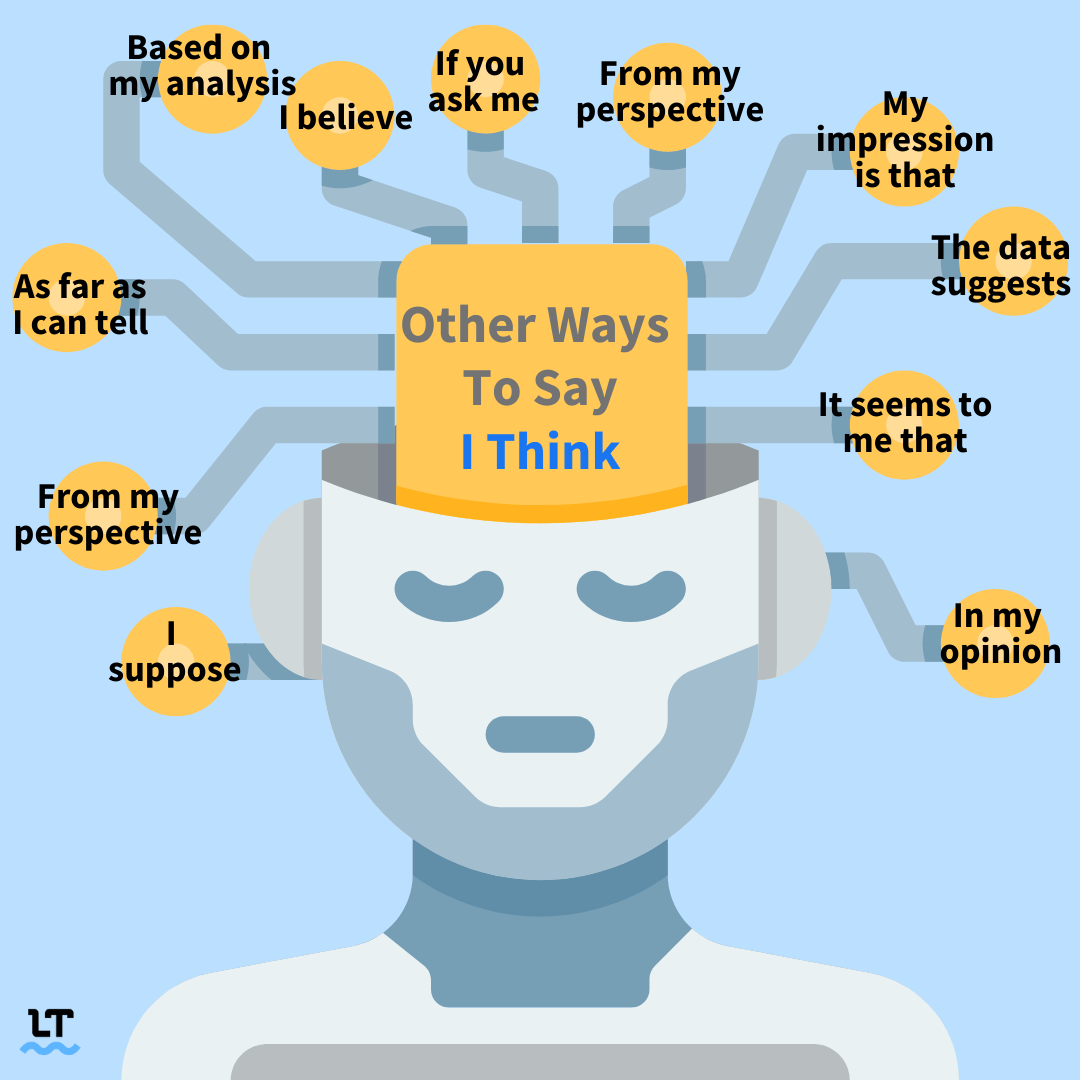 Based on
my analysis
I believe
If you
ask me
From my
perspective
My
impression
is that
The data
suggests
As far as
I can tell
Other Ways
To Say
I Think
It seems to
me that
From my
perspective
I
suppose
In my
opinion
LT